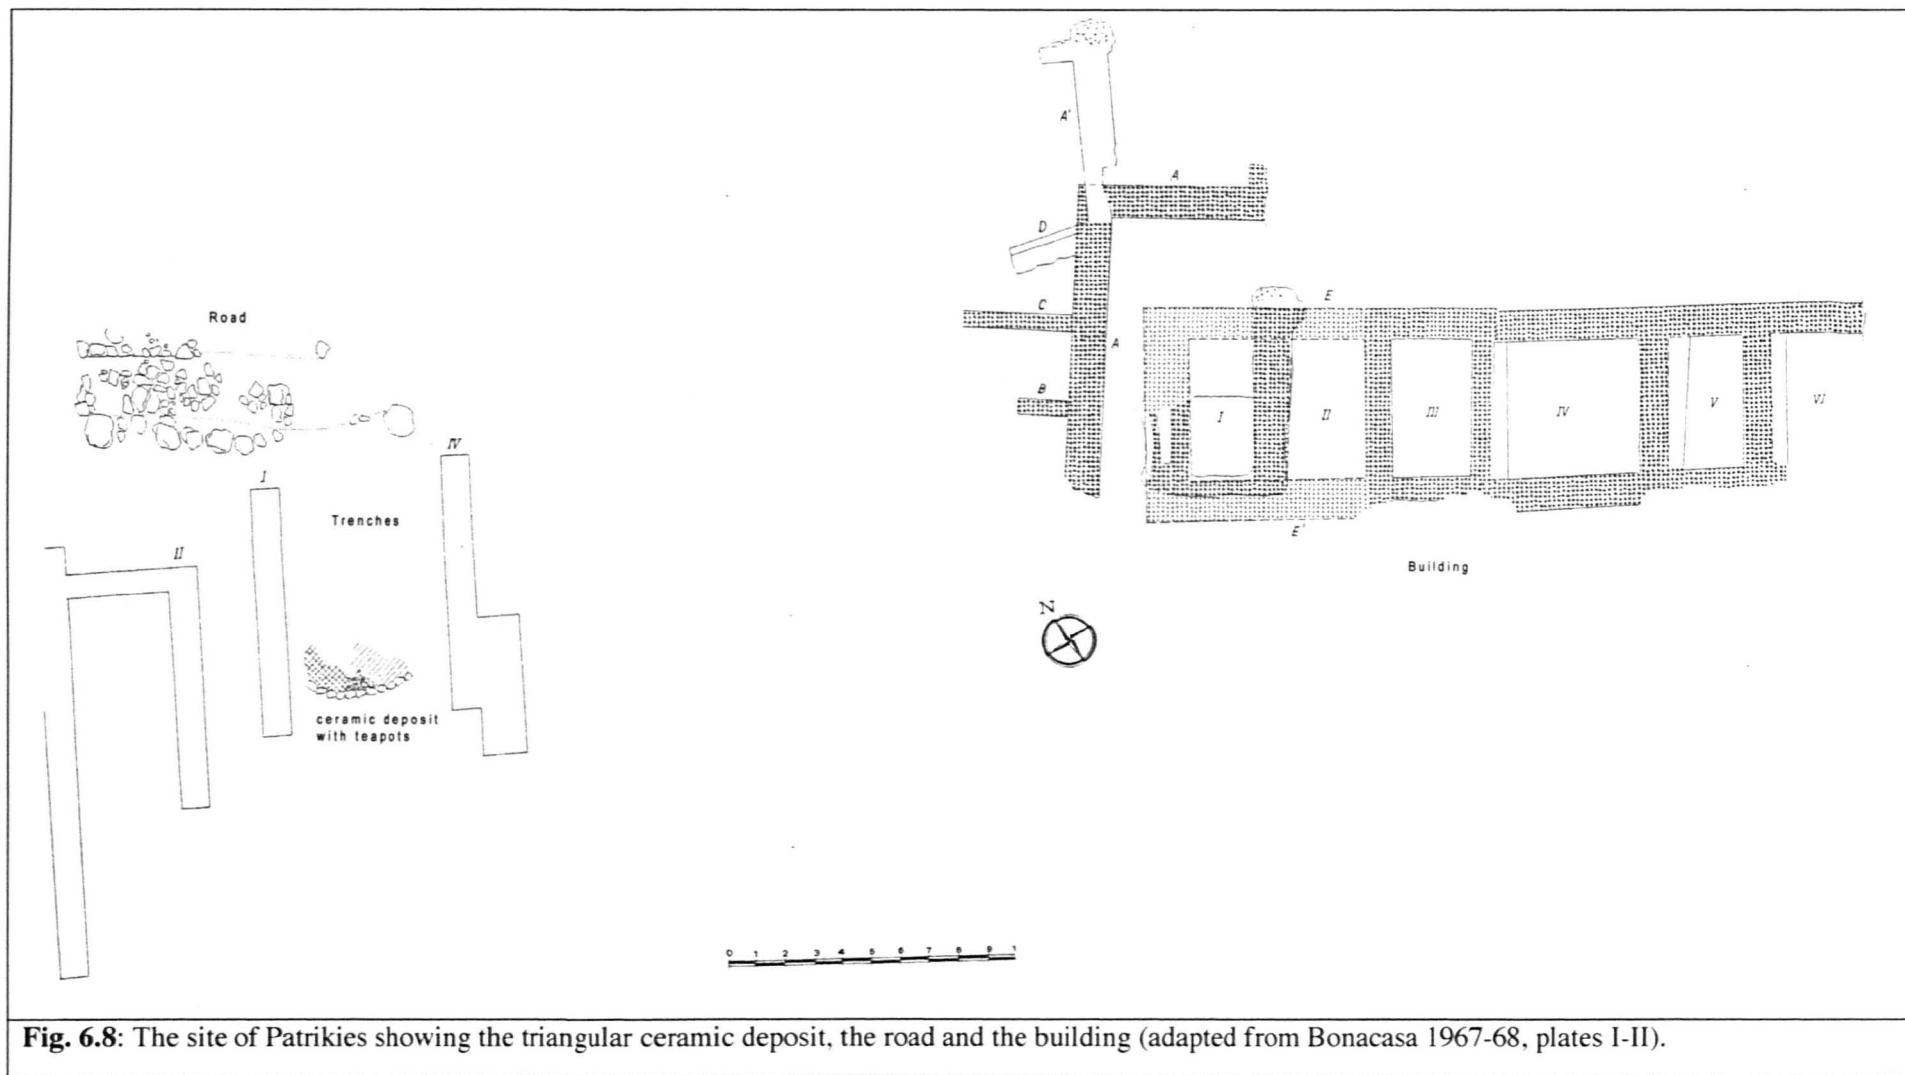 A'
A
D
C
E
Road
A
B
I
II
III
IV
V
VI
IV
I
Trenches
E'
II
Building
N
ceramic deposit
with teapots
0 1 2 3 4 5 6 7 8 9 1
Fig. 6.8: The site of Patrikies showing the triangular ceramic deposit, the road and the building (adapted from Bonacasa 1967-68, plates I-II).